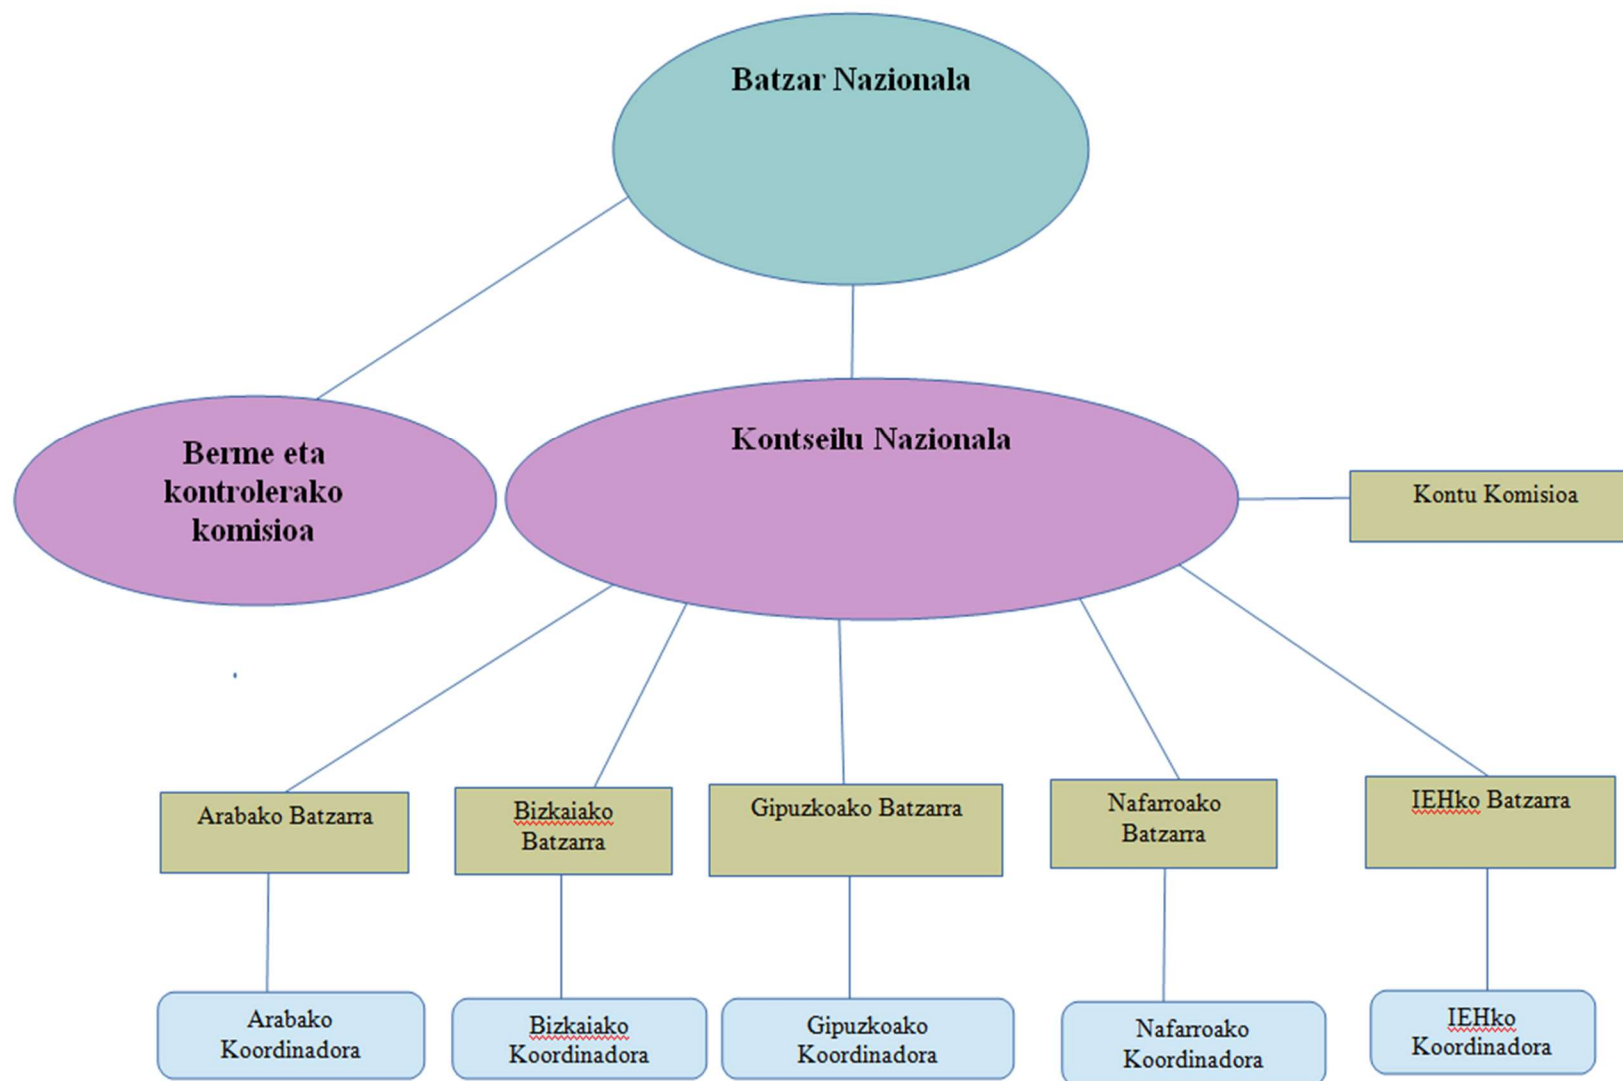 Batzar Nazionala
Berme eta
kontrolerako
komisioa
Kontseilu Nazionala
Kontu Komisioa
Arabako Batzarra
Bizkaiako
Batzarra
Gipuzkoako Batzarra
Nafarroako
Batzarra
IEHko Batzarra
Arabako
Koordinadora
Bizkaiako
Koordinadora
Gipuzkoako
Koordinadora
Nafarroako
Koordinadora
IEHko
Koordinadora